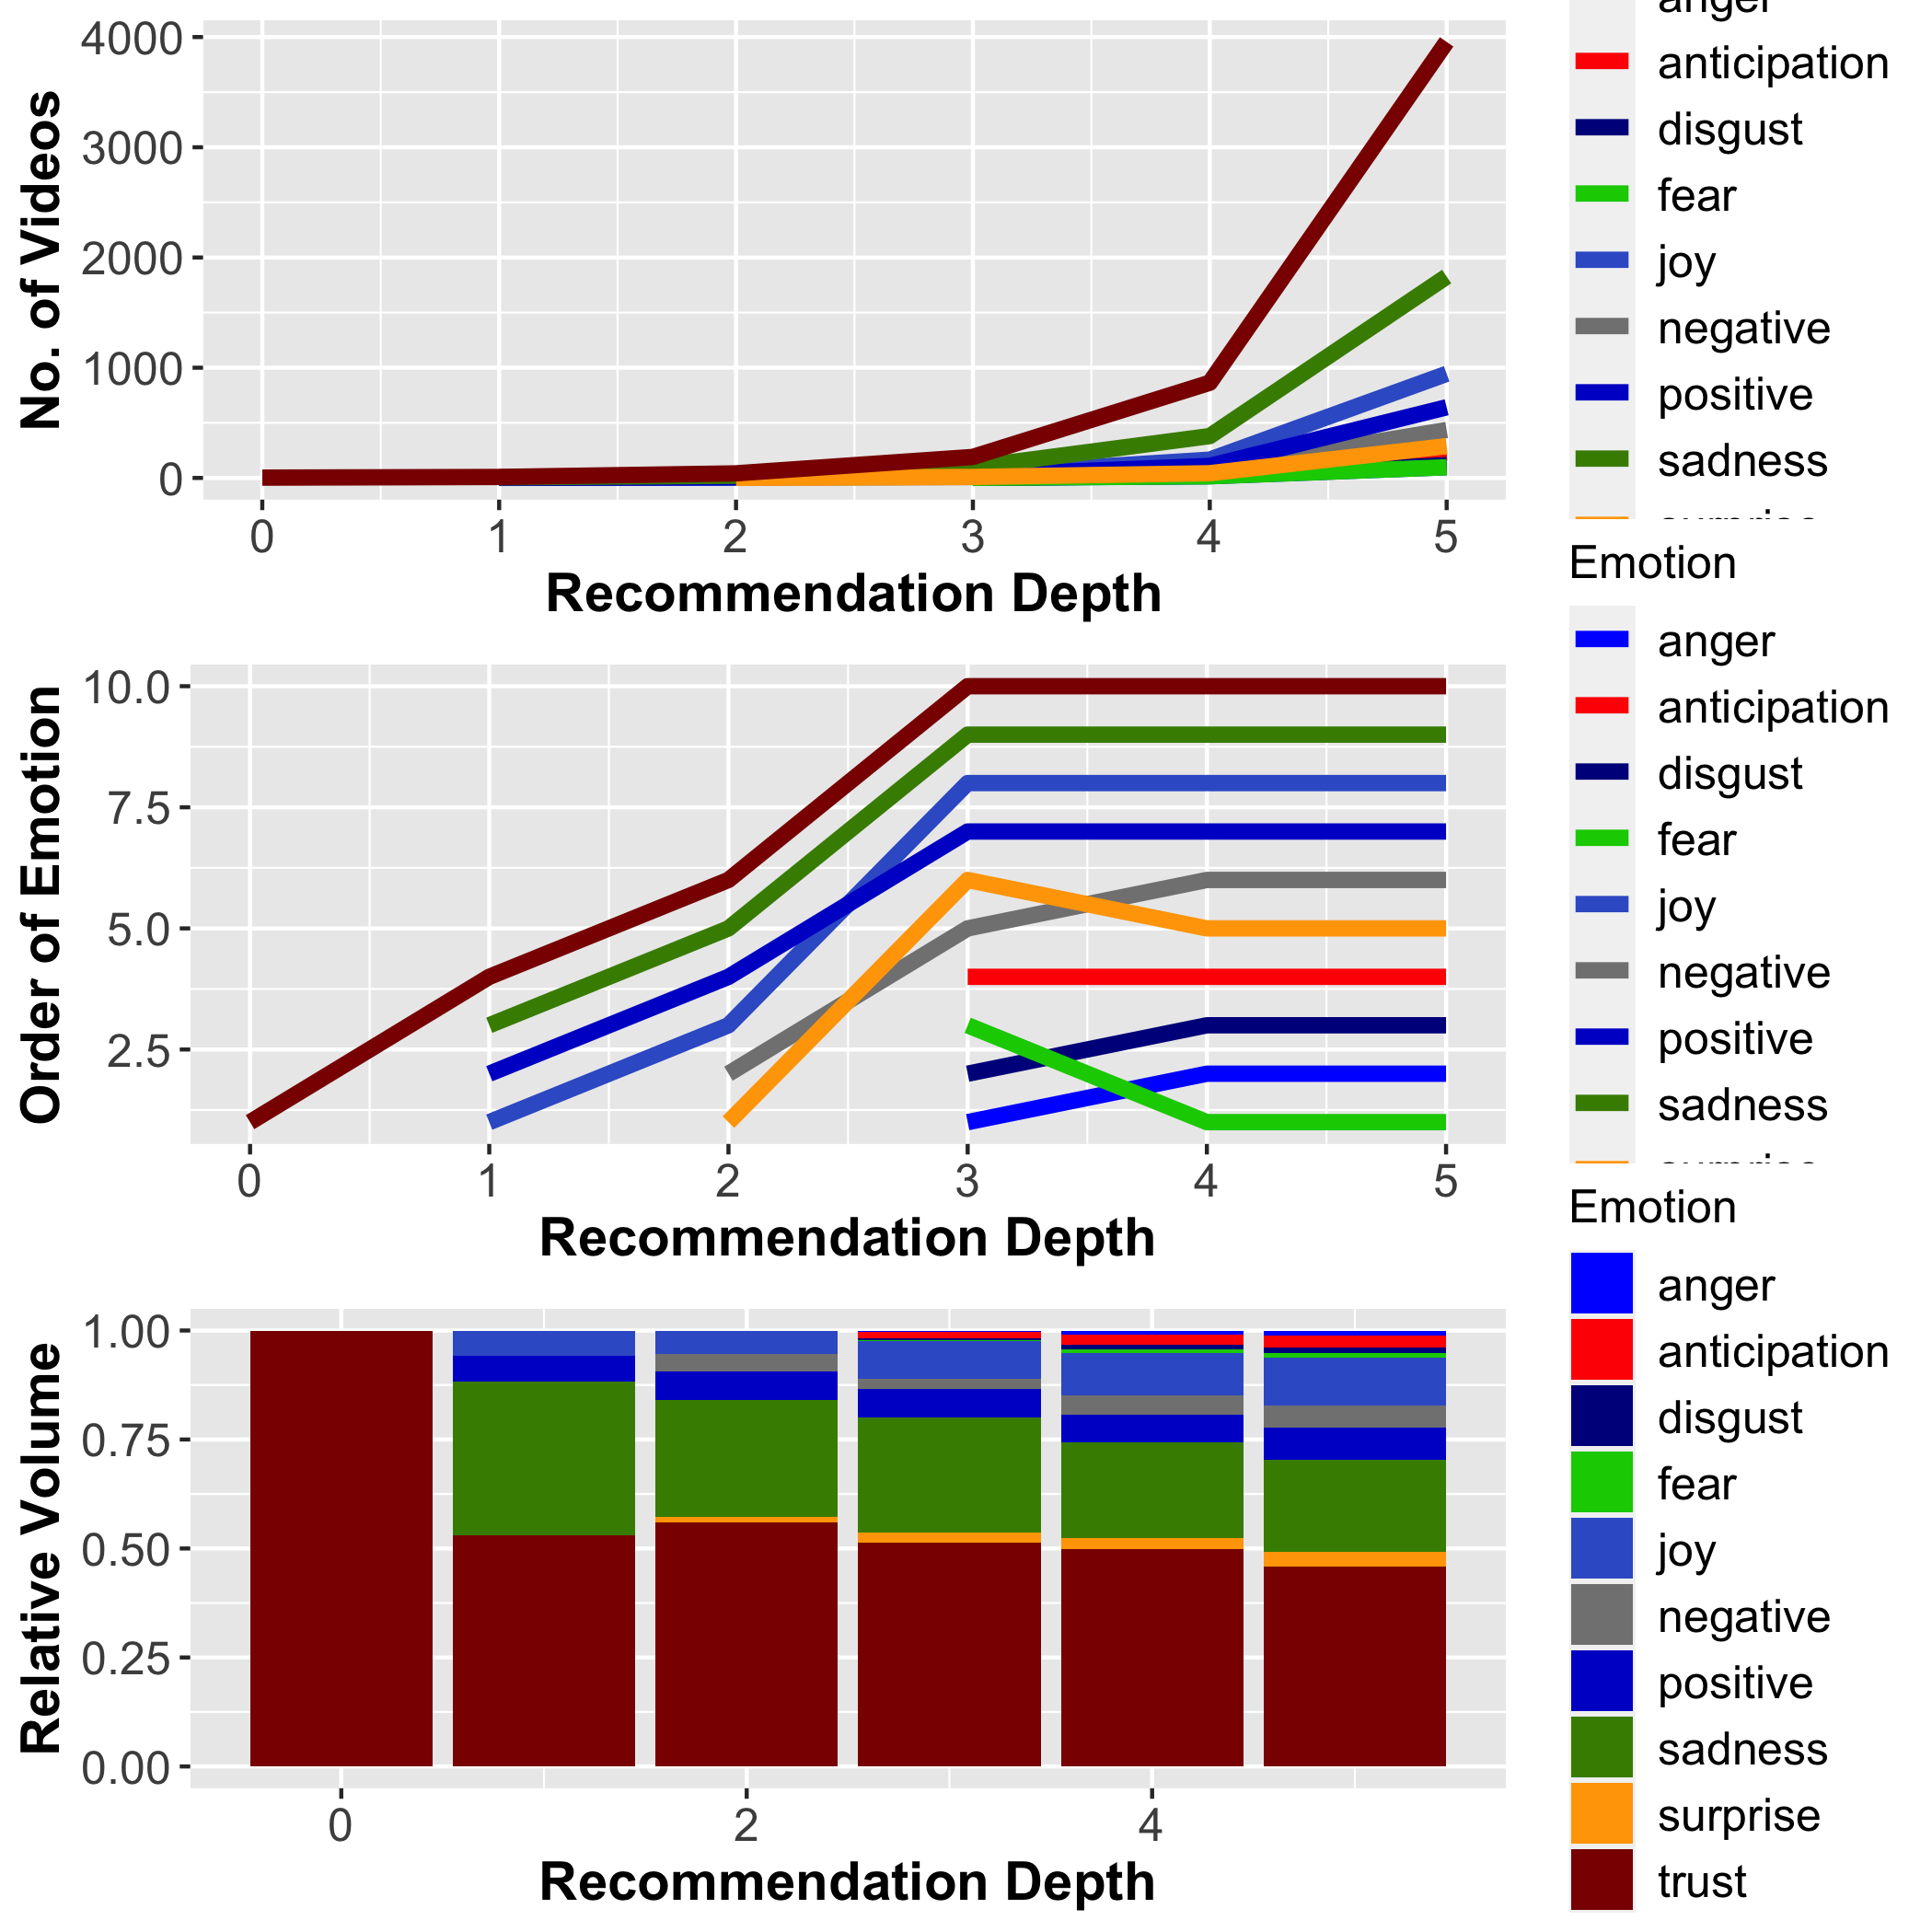 No. of Videos
4000
3000
2000
1000
0
0 1 2 3 4 5
Recommendation Depth
anger
anticipation
disgust
fear
joy
negative
positive
sadness
Order of Emotion
10.0
7.5
5.0
2.5
0 1 2 3 4 5
Recommendation Depth
Emotion
anger
anticipation
disgust
fear
joy
negative
positive
sadness
Relative Volume
1.00
0.75
0.50
0.25
0.00
0 2 4
Recommendation Depth
Emotion
anger
anticipation
disgust
fear
joy
negative
positive
sadness
surprise
trust